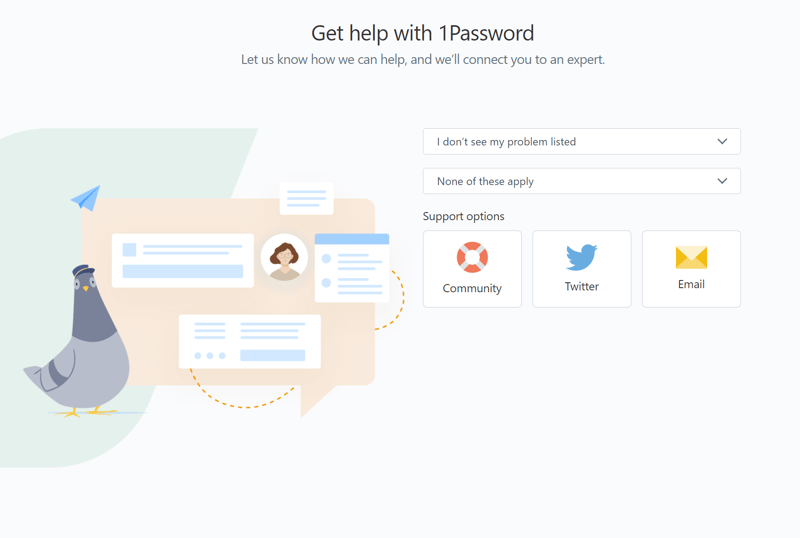 Get help with 1Password
Let us know how we can help, and we'll connect you to an expert.
I don't see my problem listed
None of these apply
Support options
Community
Twitter
Email